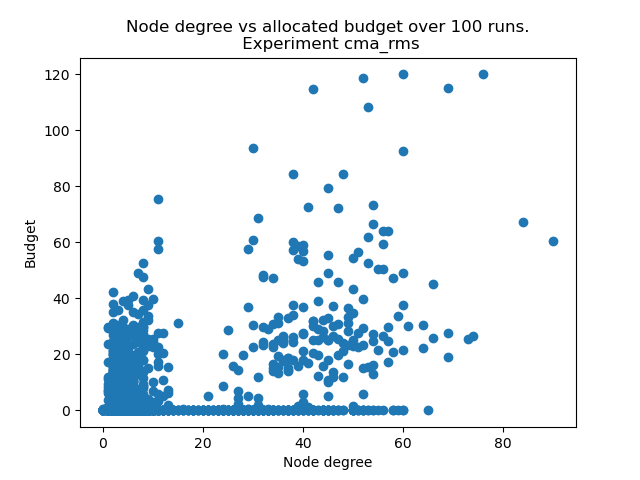 Node degree vs allocated budget over 100 runs.
Experiment cma_rms
120
100
80
60
40
20
0
Budget
0 20 40 60 80
Node degree